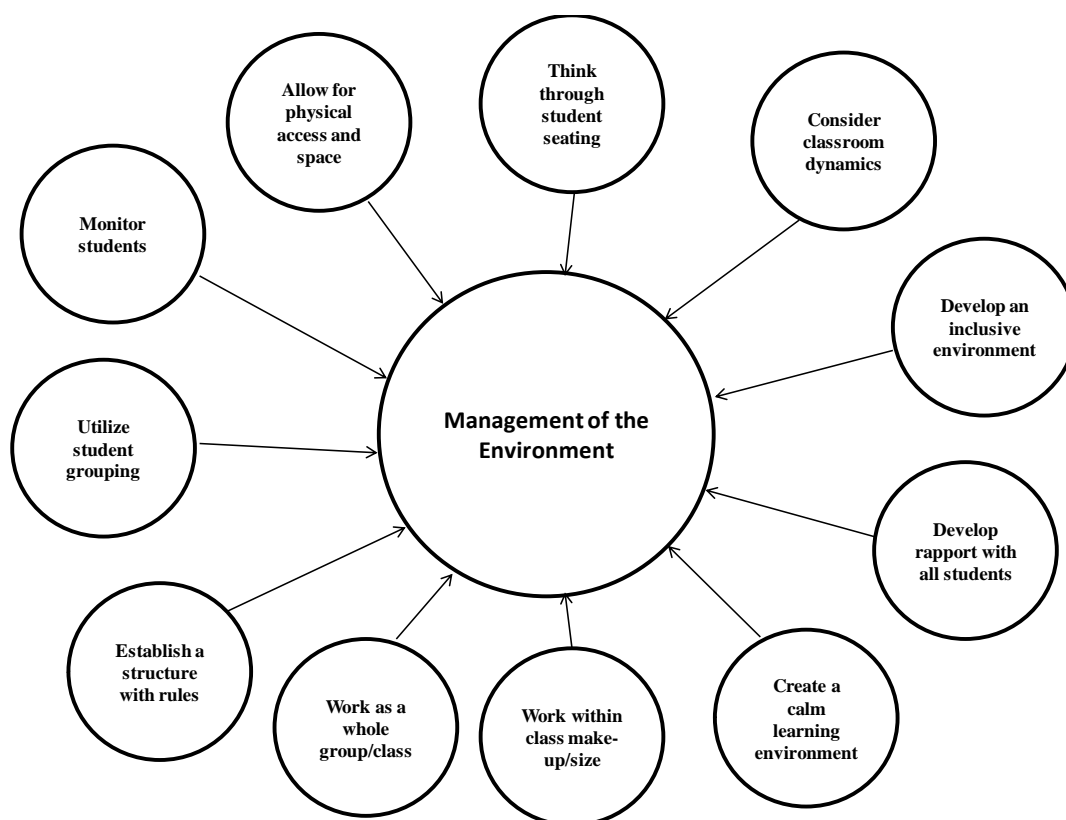 Allow for
physical
access and
space
Think
through
student
seating
Consider
classroom
dynamics
Monitor
students
Develop an
inclusive
environment
Management of the
Environment
Utilize
student
grouping
Develop
rapport with
all students
Establish a
structure
with rules
Work as a
whole
group/class
Work within
class make-
up/size
Create a
calm
learning
environment